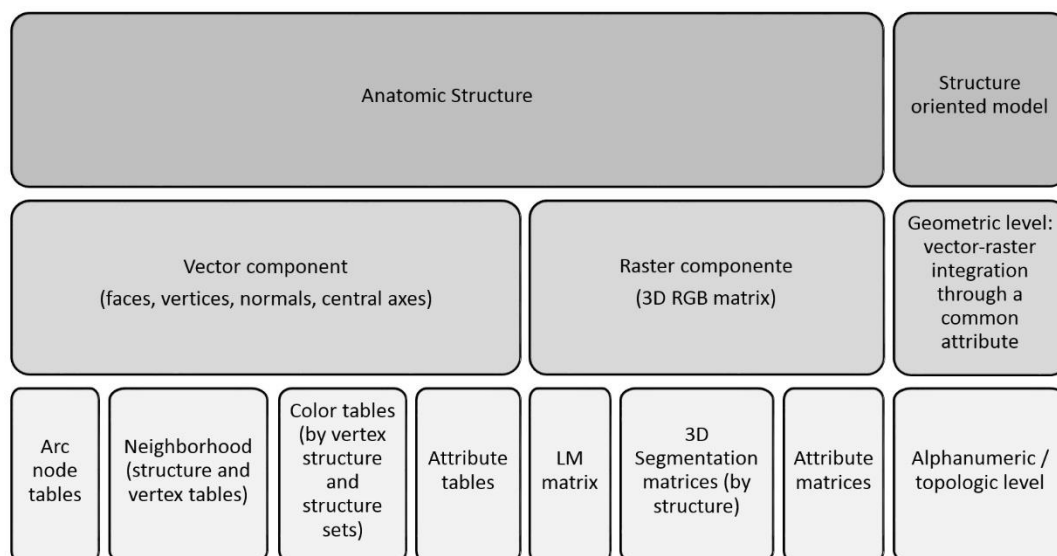 Anatomic Structure
Structure
oriented model
Vector component
(faces, vertices, normals, central axes)
Raster componente
(3D RGB matrix)
Geometric level:
vector-raster
integration
through a
common
attribute
Arc
node
tables
Neighborhood
(structure and
vertex tables)
Color tables
(by vertex
structure
and
structure
sets)
Attribute
tables
LM
matrix
3D
Segmentation
matrices (by
structure)
Attribute
matrices
Alphanumeric /
topologic level